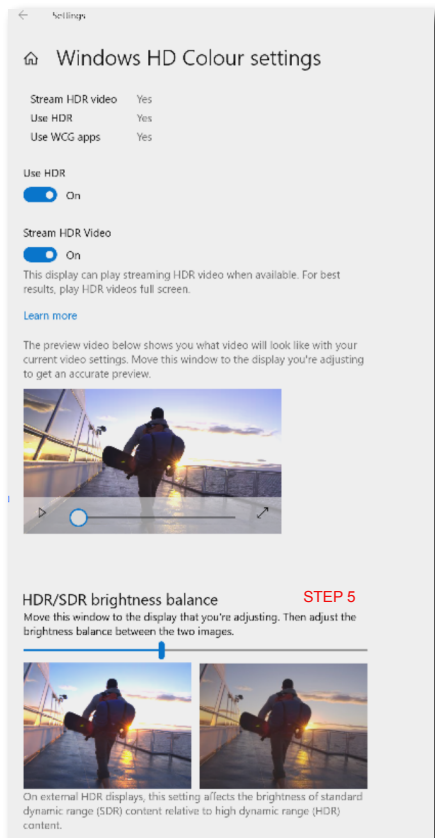 Settings
Windows HD Colour settings
Stream HDR video Yes
Use HDR Yes
Use WCG apps Yes
Use HDR
On
Stream HDR Video
On
This display can play streaming HDR video when available. For best
results, play HDR videos full screen.
Learn more
The preview video below shows you what video will look like with your
current video settings. Move this window to the display you're adjusting
to get an accurate preview.
HDR/SDR brightness balance STEP 5
Move this window to the display that you're adjusting. Then adjust the
brightness balance between the two images.
On external HDR displays, this setting affects the brightness of standard
dynamic range (SDR) content relative to high dynamic range (HDR)
content.